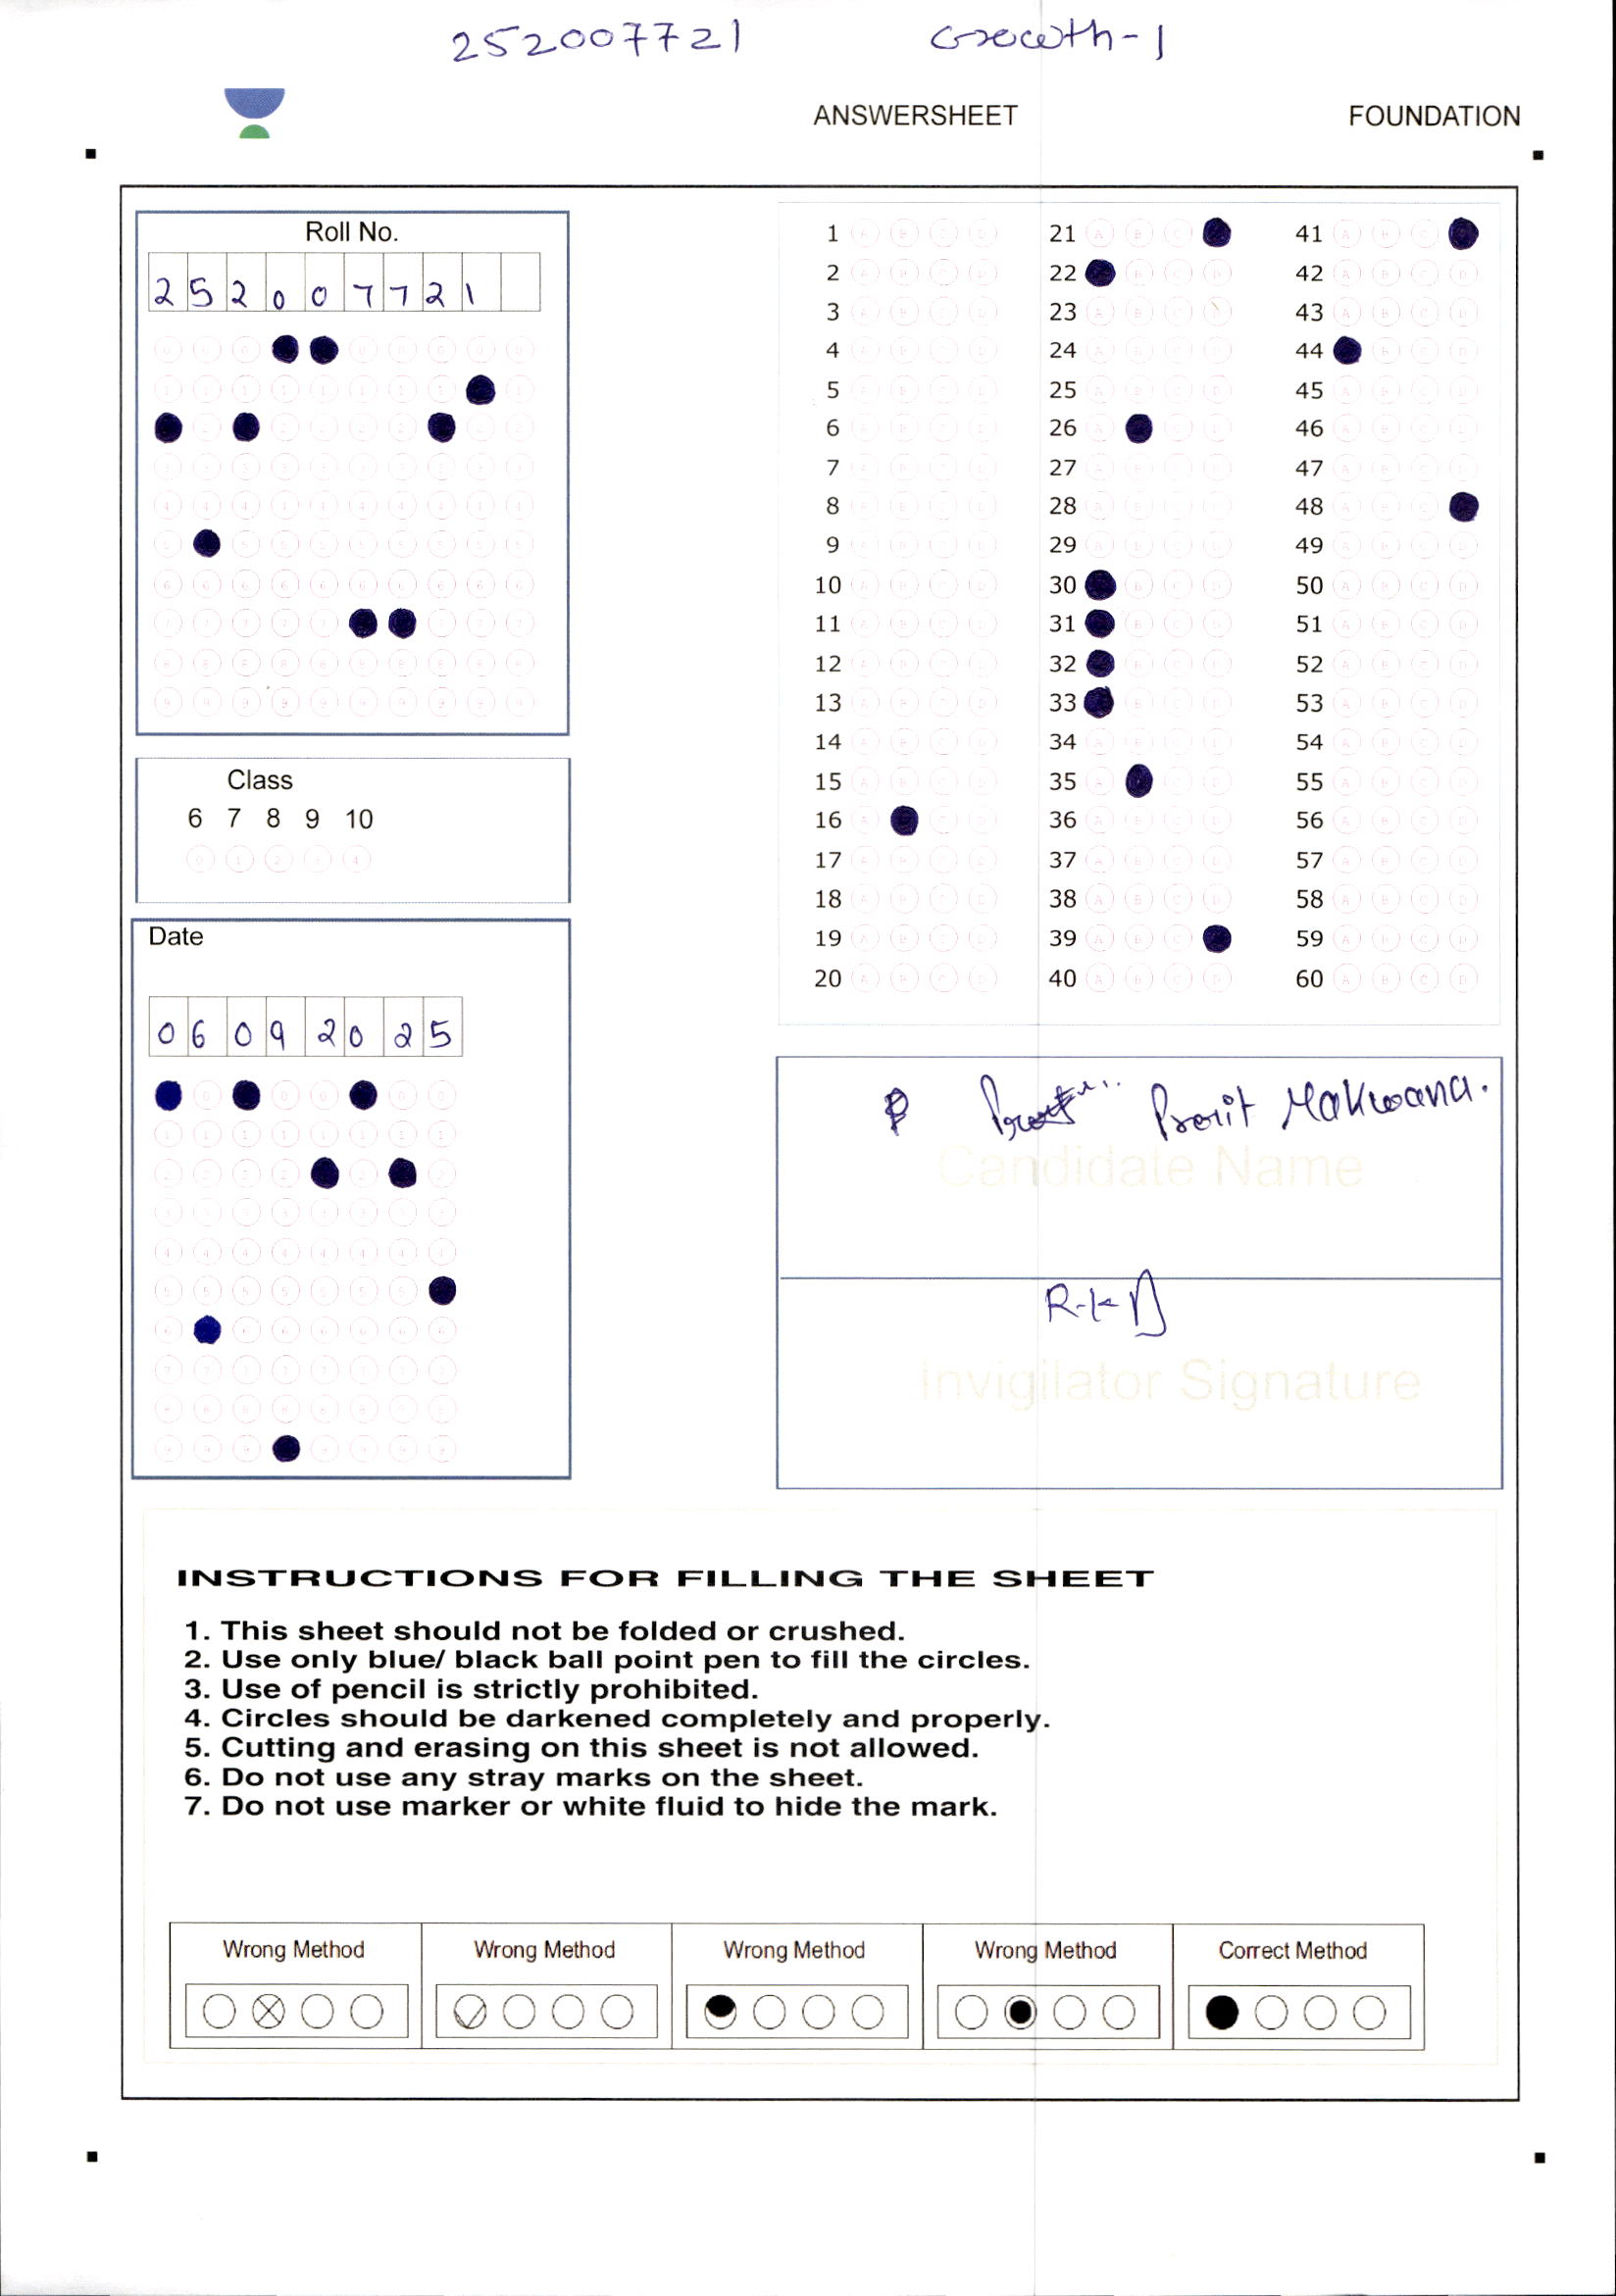 252007721 Growth-1
ANSWERSHEET FOUNDATION
Roll No.
2 5 2 0 0 7 7 2 1
Class
6 7 8 9 10
Date
0 6 0 9 2 0 2 5
1 21 41
2 22 42
3 23 43
4 24 44
5 25 45
6 26 46
7 27 47
8 28 48
9 29 49
10 30 50
11 31 51
12 32 52
13 33 53
14 34 54
15 35 55
16 36 56
17 37 57
18 38 58
19 39 59
20 40 60
Makwana.
Candidate Name
Invigilator Signature
INSTRUCTIONS FOR FILLING THE SHEET
1. This sheet should not be folded or crushed.
2. Use only blue/ black ball point pen to fill the circles.
3. Use of pencil is strictly prohibited.
4. Circles should be darkened completely and properly.
5. Cutting and erasing on this sheet is not allowed.
6. Do not use any stray marks on the sheet.
7. Do not use marker or white fluid to hide the mark.
Wrong Method Wrong Method Wrong Method Wrong Method Correct Method